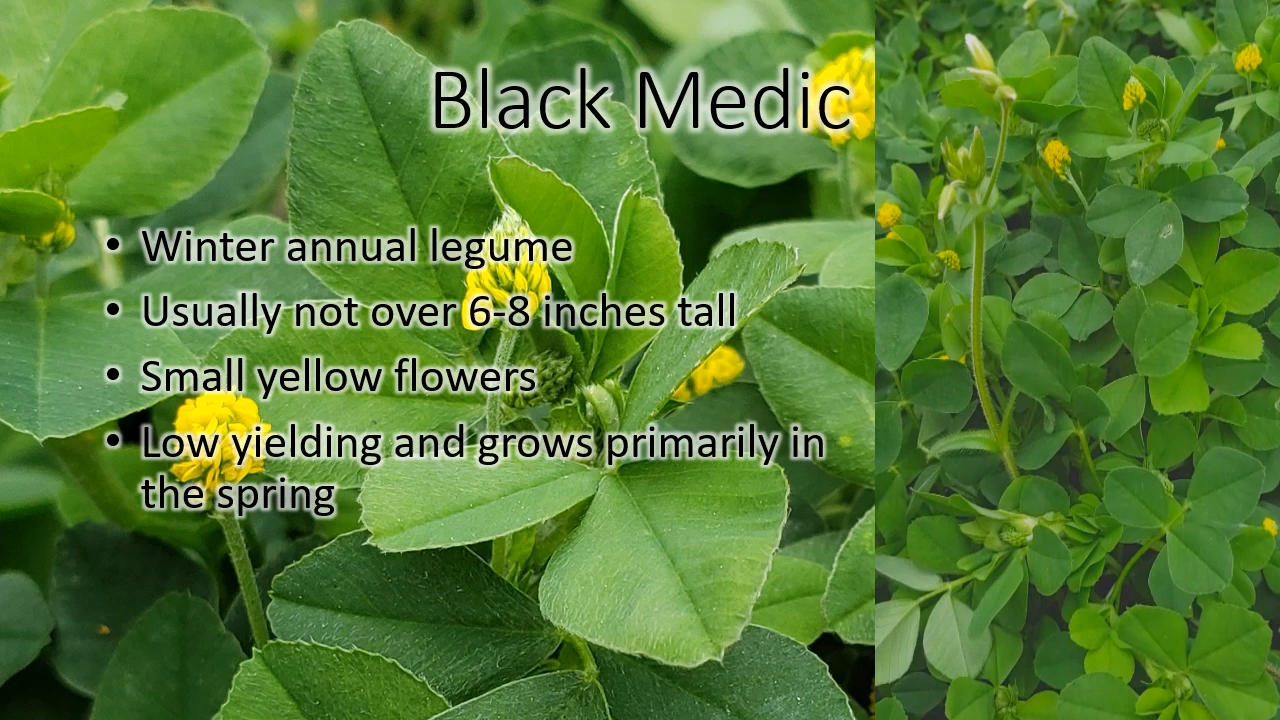 Black Medic
• Winter annual legume
• Usually not over 6-8 inches tall
• Small yellow flowers
• Low yielding and grows primarily in
the spring